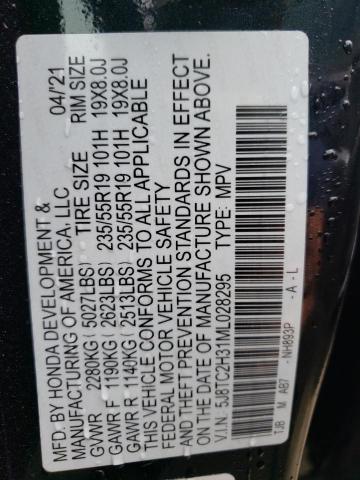 MFD. BY HONDA DEVELOPMENT & 04/'21
MANUFACTURING OF AMERICA, LLC
TIRE SIZE RIM SIZE
GVWR 2280KG ( 5027LBS)
GAWR F 1190KG ( 2623LBS) 235/55R19 101H 19X8.0J
GAWR R 1140KG ( 2513LBS) 235/55R19 101H 19X8.0J
THIS VEHICLE CONFORMS TO ALL APPLICABLE
FEDERAL MOTOR VEHICLE SAFETY
AND THEFT PREVENTION STANDARDS IN EFFECT
ON THE DATE OF MANUFACTURE SHOWN ABOVE.
V.I.N. 5J8TC2H31ML028295 TYPE: MPV
NH893P - A - L
TJB M AB7